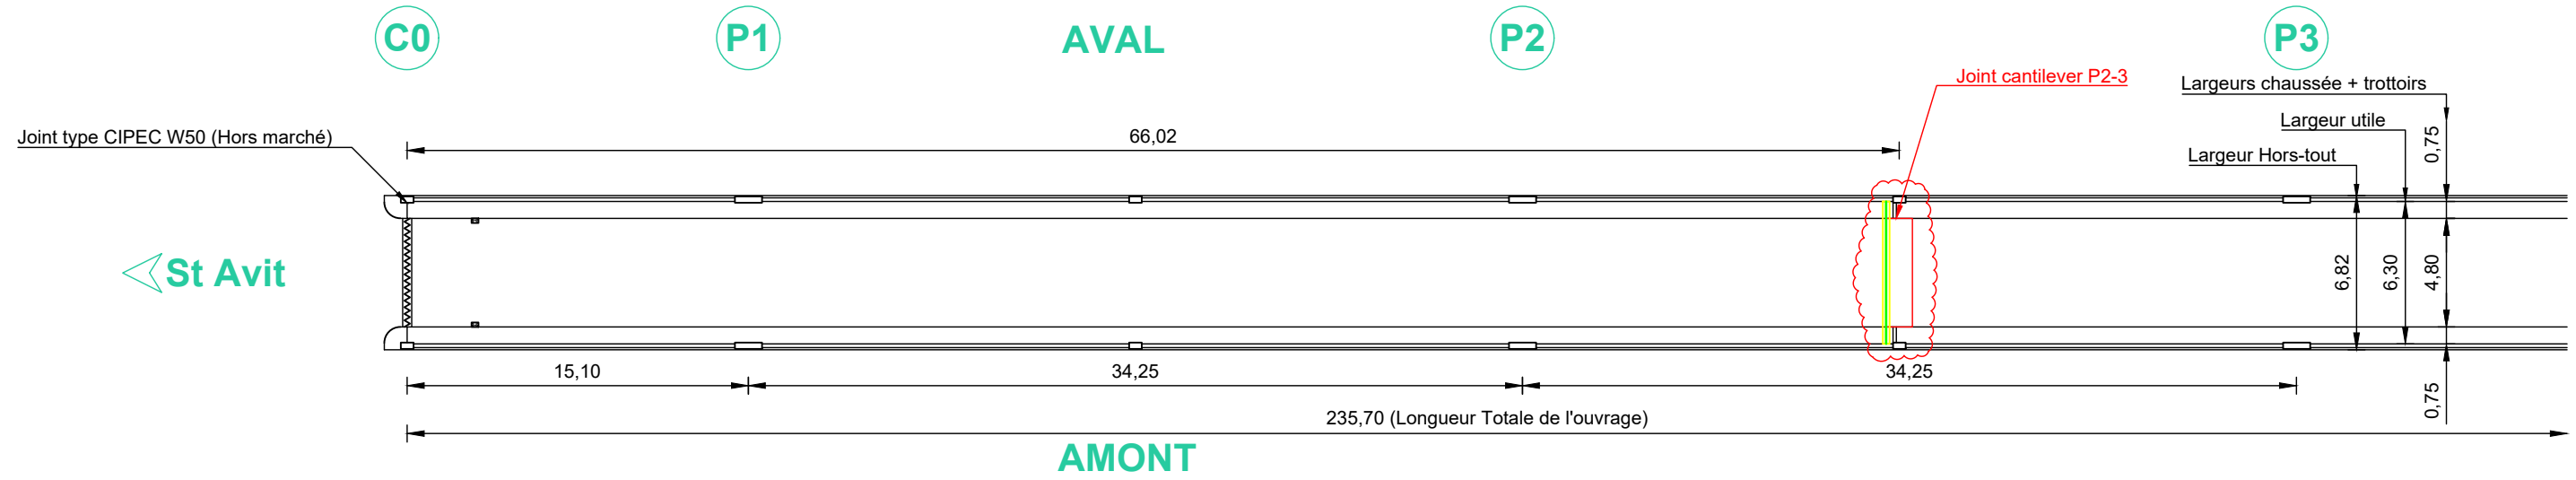 C0
P1
AVAL
P2
P3
Joint cantilever P2-3
Largeurs chaussée + trottoirs
Largeur utile
Joint type CIPEC W50 (Hors marché)
66,02
0,75
Largeur Hors-tout
St Avit
6,82
6,30
4,80
15,10
34,25
34,25
0,75
235,70 (Longueur Totale de l'ouvrage)
AMONT